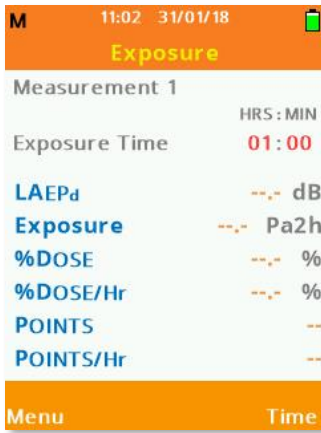 M 11:02 31/01/18
Exposure
Measurement 1
HRS:MIN
Exposure Time 01:00
LAEPd --.- dB
Exposure --.- Pa2h
%DOSE --.- %
%DOSE/Hr --.- %
POINTS --
POINTS/Hr --
Menu Time